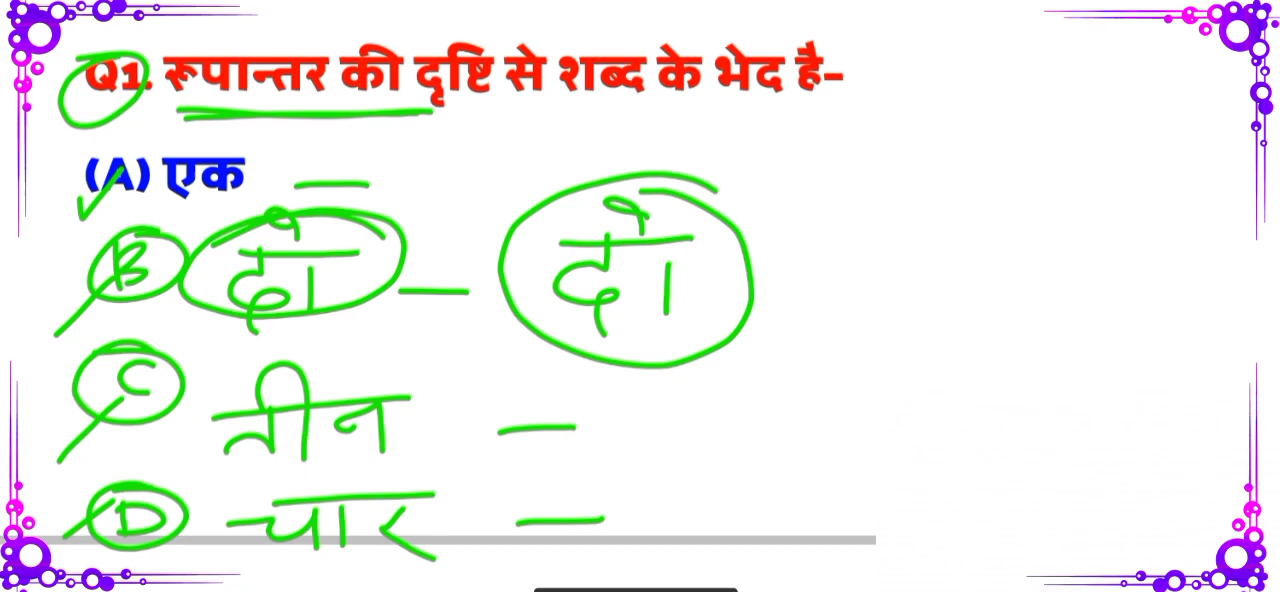 Q1. रूपान्तर की दृष्टि से शब्द के भेद है-
(A) एक
B दो - दो
C तीन -
D चार -